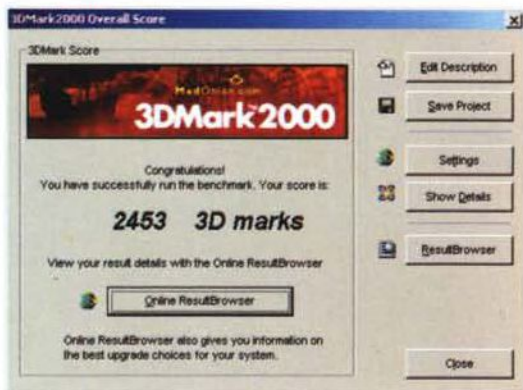 3DMark2000 Overall Score
3DMark Score
MadOnion.com
3DMark®2000
Congratulations!
You have successfully run the benchmark. Your score is:
2453 3D marks
View your result details with the Online ResultBrowser
Online ResultBrowser
Online ResultBrowser also gives you information on
the best upgrade choices for your system.
Edit Description
Save Project
Settings
Show Details
ResultBrowser
Close